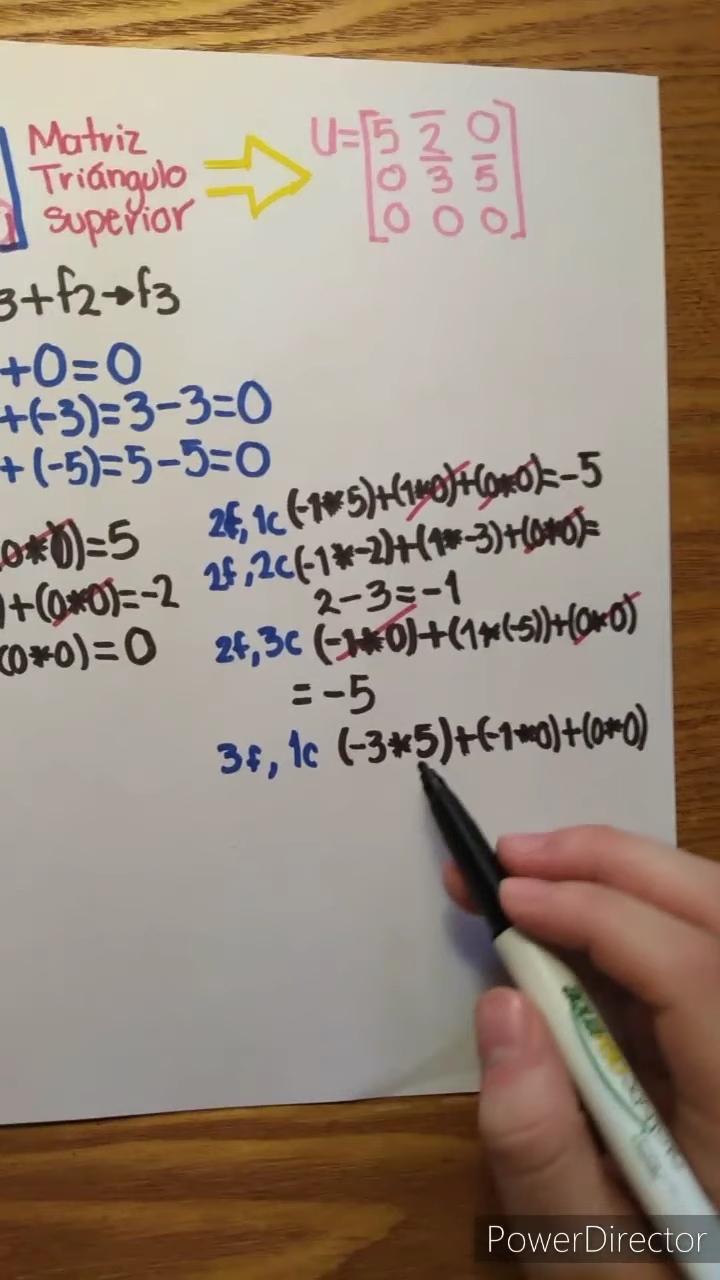 Matriz
Triángulo
Superior
U=[5 -2 0
0 -3 -5
0 0 0]
3+f2→f3
+0=0
+(-3)=3-3=0
+(-5)=5-5=0
0*0)=5
)+(0*0)=-2
(0*0)=0
2f,1c (-1*5)+(1*0)+(0*0)=-5
2f,2c (-1*-2)+(1*-3)+(0*0)=
2-3=-1
2f,3c (-1*0)+(1*(-5))+(0*0)
=-5
3f,1c (-3*5)+(-1*0)+(0*0)
PowerDirector